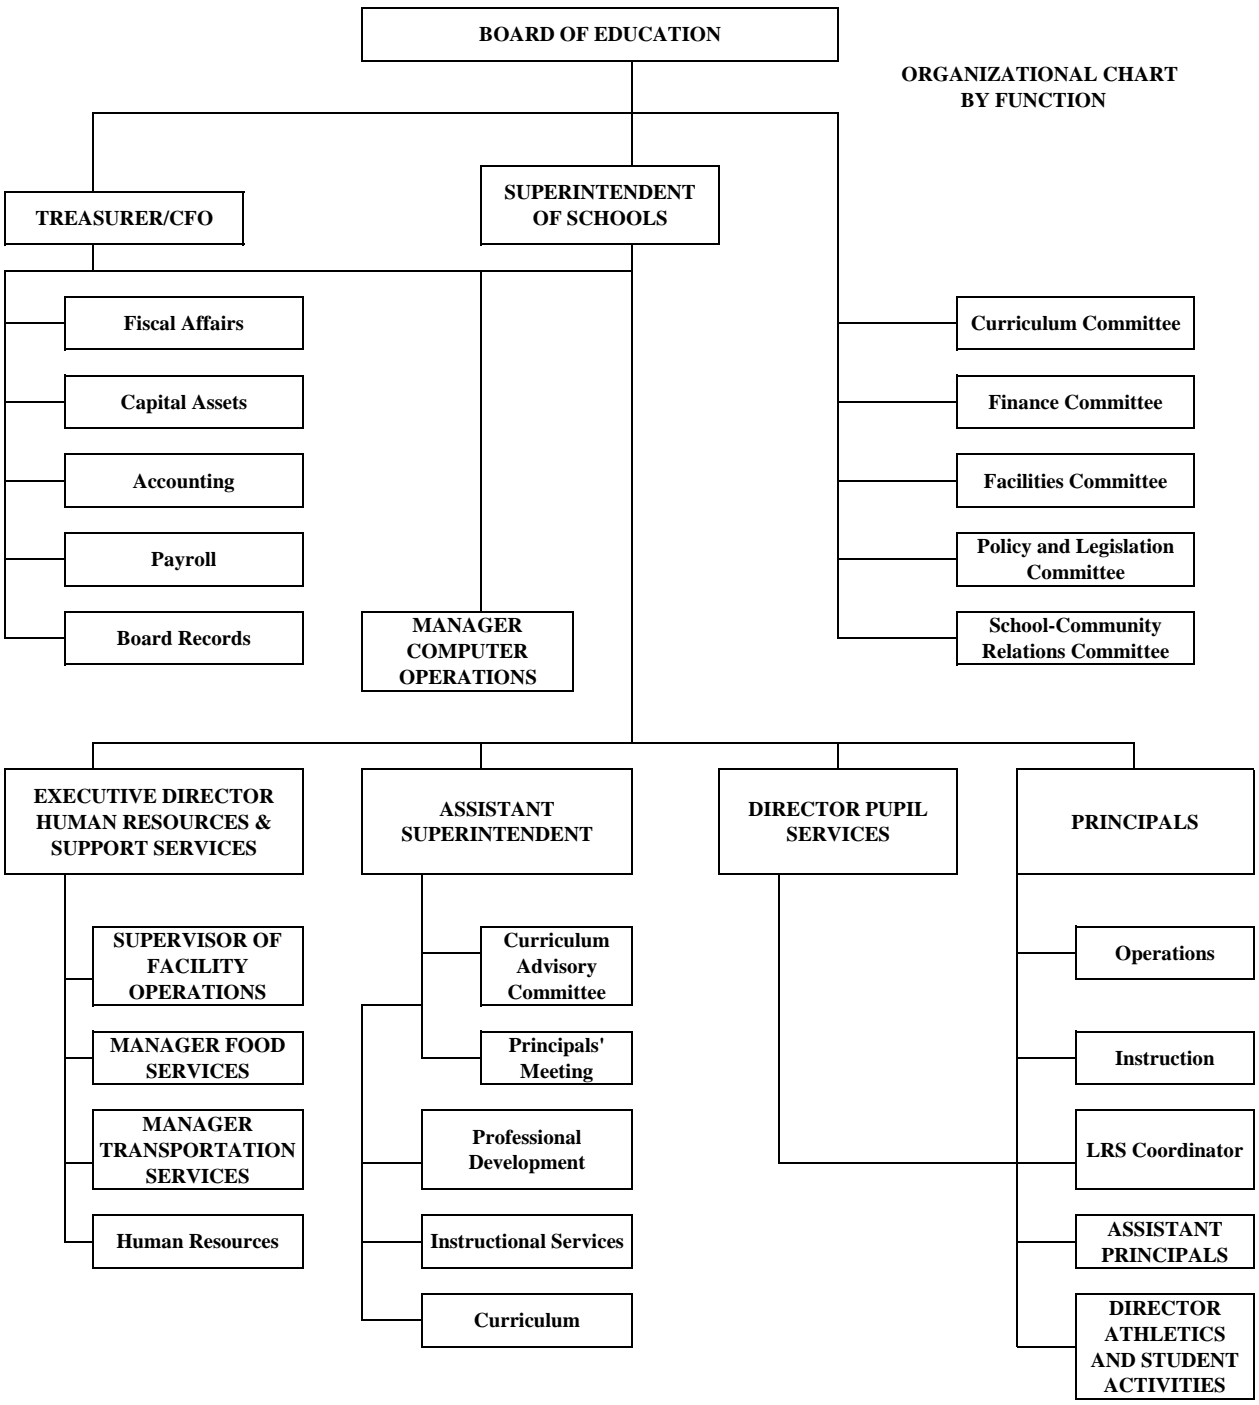 BOARD OF EDUCATION
ORGANIZATIONAL CHART
BY FUNCTION
SUPERINTENDENT
OF SCHOOLS
TREASURER/CFO
Fiscal Affairs
Curriculum Committee
Capital Assets
Finance Committee
Accounting
Facilities Committee
Payroll
Policy and Legislation
Committee
Board Records
MANAGER
COMPUTER
OPERATIONS
School-Community
Relations Committee
EXECUTIVE DIRECTOR
HUMAN RESOURCES &
SUPPORT SERVICES
ASSISTANT
SUPERINTENDENT
DIRECTOR PUPIL
SERVICES
PRINCIPALS
SUPERVISOR OF
FACILITY
OPERATIONS
Curriculum
Advisory
Committee
Operations
MANAGER FOOD
SERVICES
Principals'
Meeting
Instruction
MANAGER
TRANSPORTATION
SERVICES
Professional
Development
LRS Coordinator
Human Resources
Instructional Services
ASSISTANT
PRINCIPALS
Curriculum
DIRECTOR
ATHLETICS
AND STUDENT
ACTIVITIES